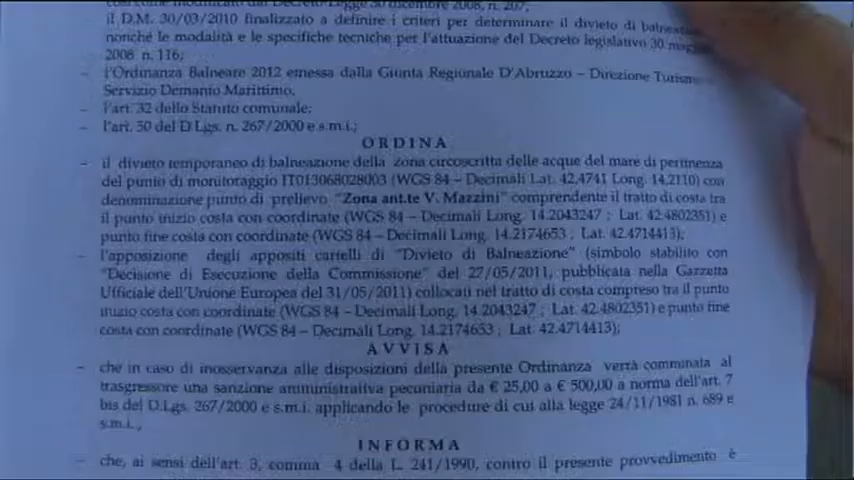 così come modificato dal Decreto-Legge 30 dicembre 2008, n. 207;
il D.M. 30/03/2010 finalizzato a definire i criteri per determinare il divieto di
nonché le modalità e le specifiche tecniche per l'attuazione del Decreto legislativo 30
2008 n. 116;
- l'Ordinanza Balneare 2012 emessa dalla Giunta Regionale D'Abruzzo – Direzione
Servizio Demanio Marittimo.
- l'art. 32 dello Statuto comunale;
- l'art. 50 del D.Lgs. n. 267/2000 e s.m.i.;
ORDINA
- il divieto temporaneo di balneazione della zona circoscritta delle acque del mare di pertinenza
del punto di monitoraggio IT013068028003 (WGS 84 – Decimali Lat. 42,4741 Long. 14.2110) con
denominazione punto di prelievo "Zona ant.te V. Mazzini" comprendente il tratto di costa tra
il punto inizio costa con coordinate (WGS 84 – Decimali Long. 14.2043247 ; Lat. 42.4802351) e
punto fine costa con coordinate (WGS 84 – Decimali Long. 14.2174653 ; Lat. 42.4714413);
- l'apposizione degli appositi cartelli di "Divieto di Balneazione" (simbolo stabilito con
"Decisione di Esecuzione della Commissione" del 27/05/2011, pubblicata nella Gazzetta
Ufficiale dell'Unione Europea del 31/05/2011) collocati nel tratto di costa compreso tra il punto
inizio costa con coordinate (WGS 84 – Decimali Long. 14.2043247 ; Lat. 42.4802351) e punto fine
costa con coordinate (WGS 84 – Decimali Long. 14.2174653 ; Lat. 42.4714413);
AVVISA
- che in caso di inosservanza alle disposizioni della presente Ordinanza verrà comminata al
trasgressore una sanzione amministrativa pecuniaria da € 25,00 a € 500,00 a norma dell'art. 7
bis del D.Lgs. 267/2000 e s.m.i. applicando le procedure di cui alla legge 24/11/1981 n. 689 e
s.m.i.,
INFORMA
- che, ai sensi dell'art. 3, comma 4 della L. 241/1990, contro il presente provvedimento è